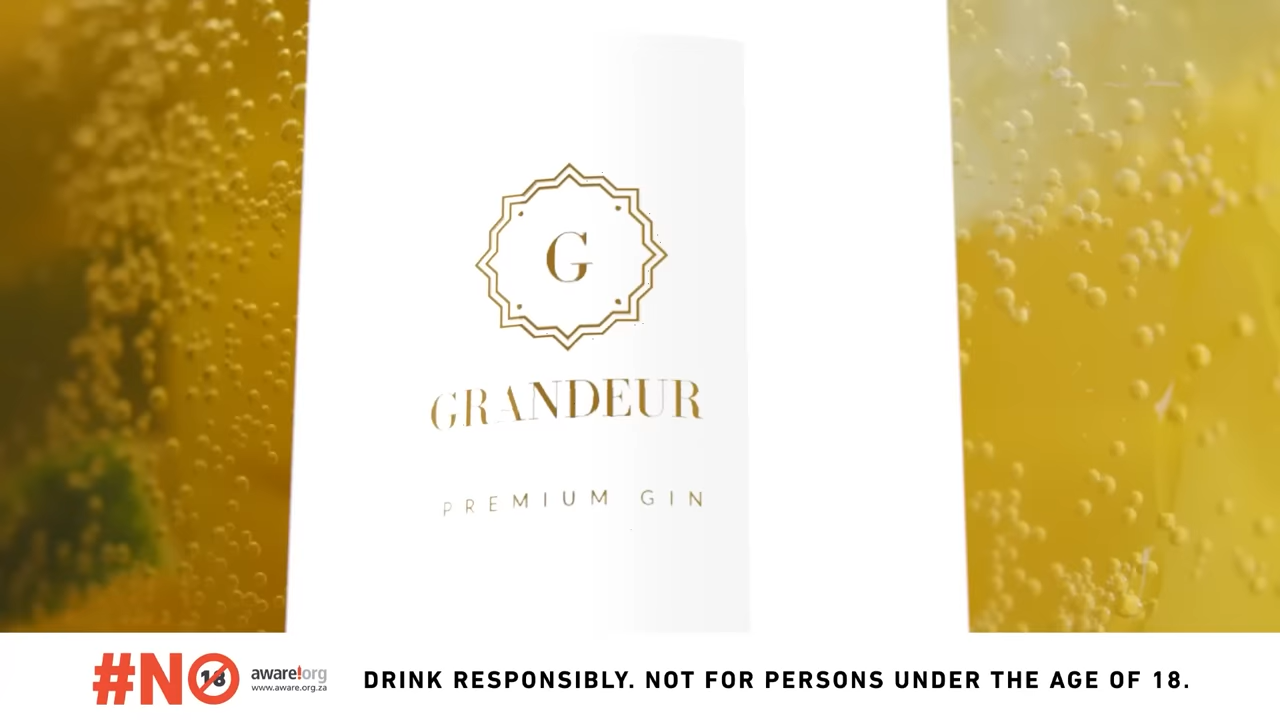 G
GRANDEUR
PREMIUM GIN
#NO 18 aware!org
www.aware.org.za
DRINK RESPONSIBLY. NOT FOR PERSONS UNDER THE AGE OF 18.